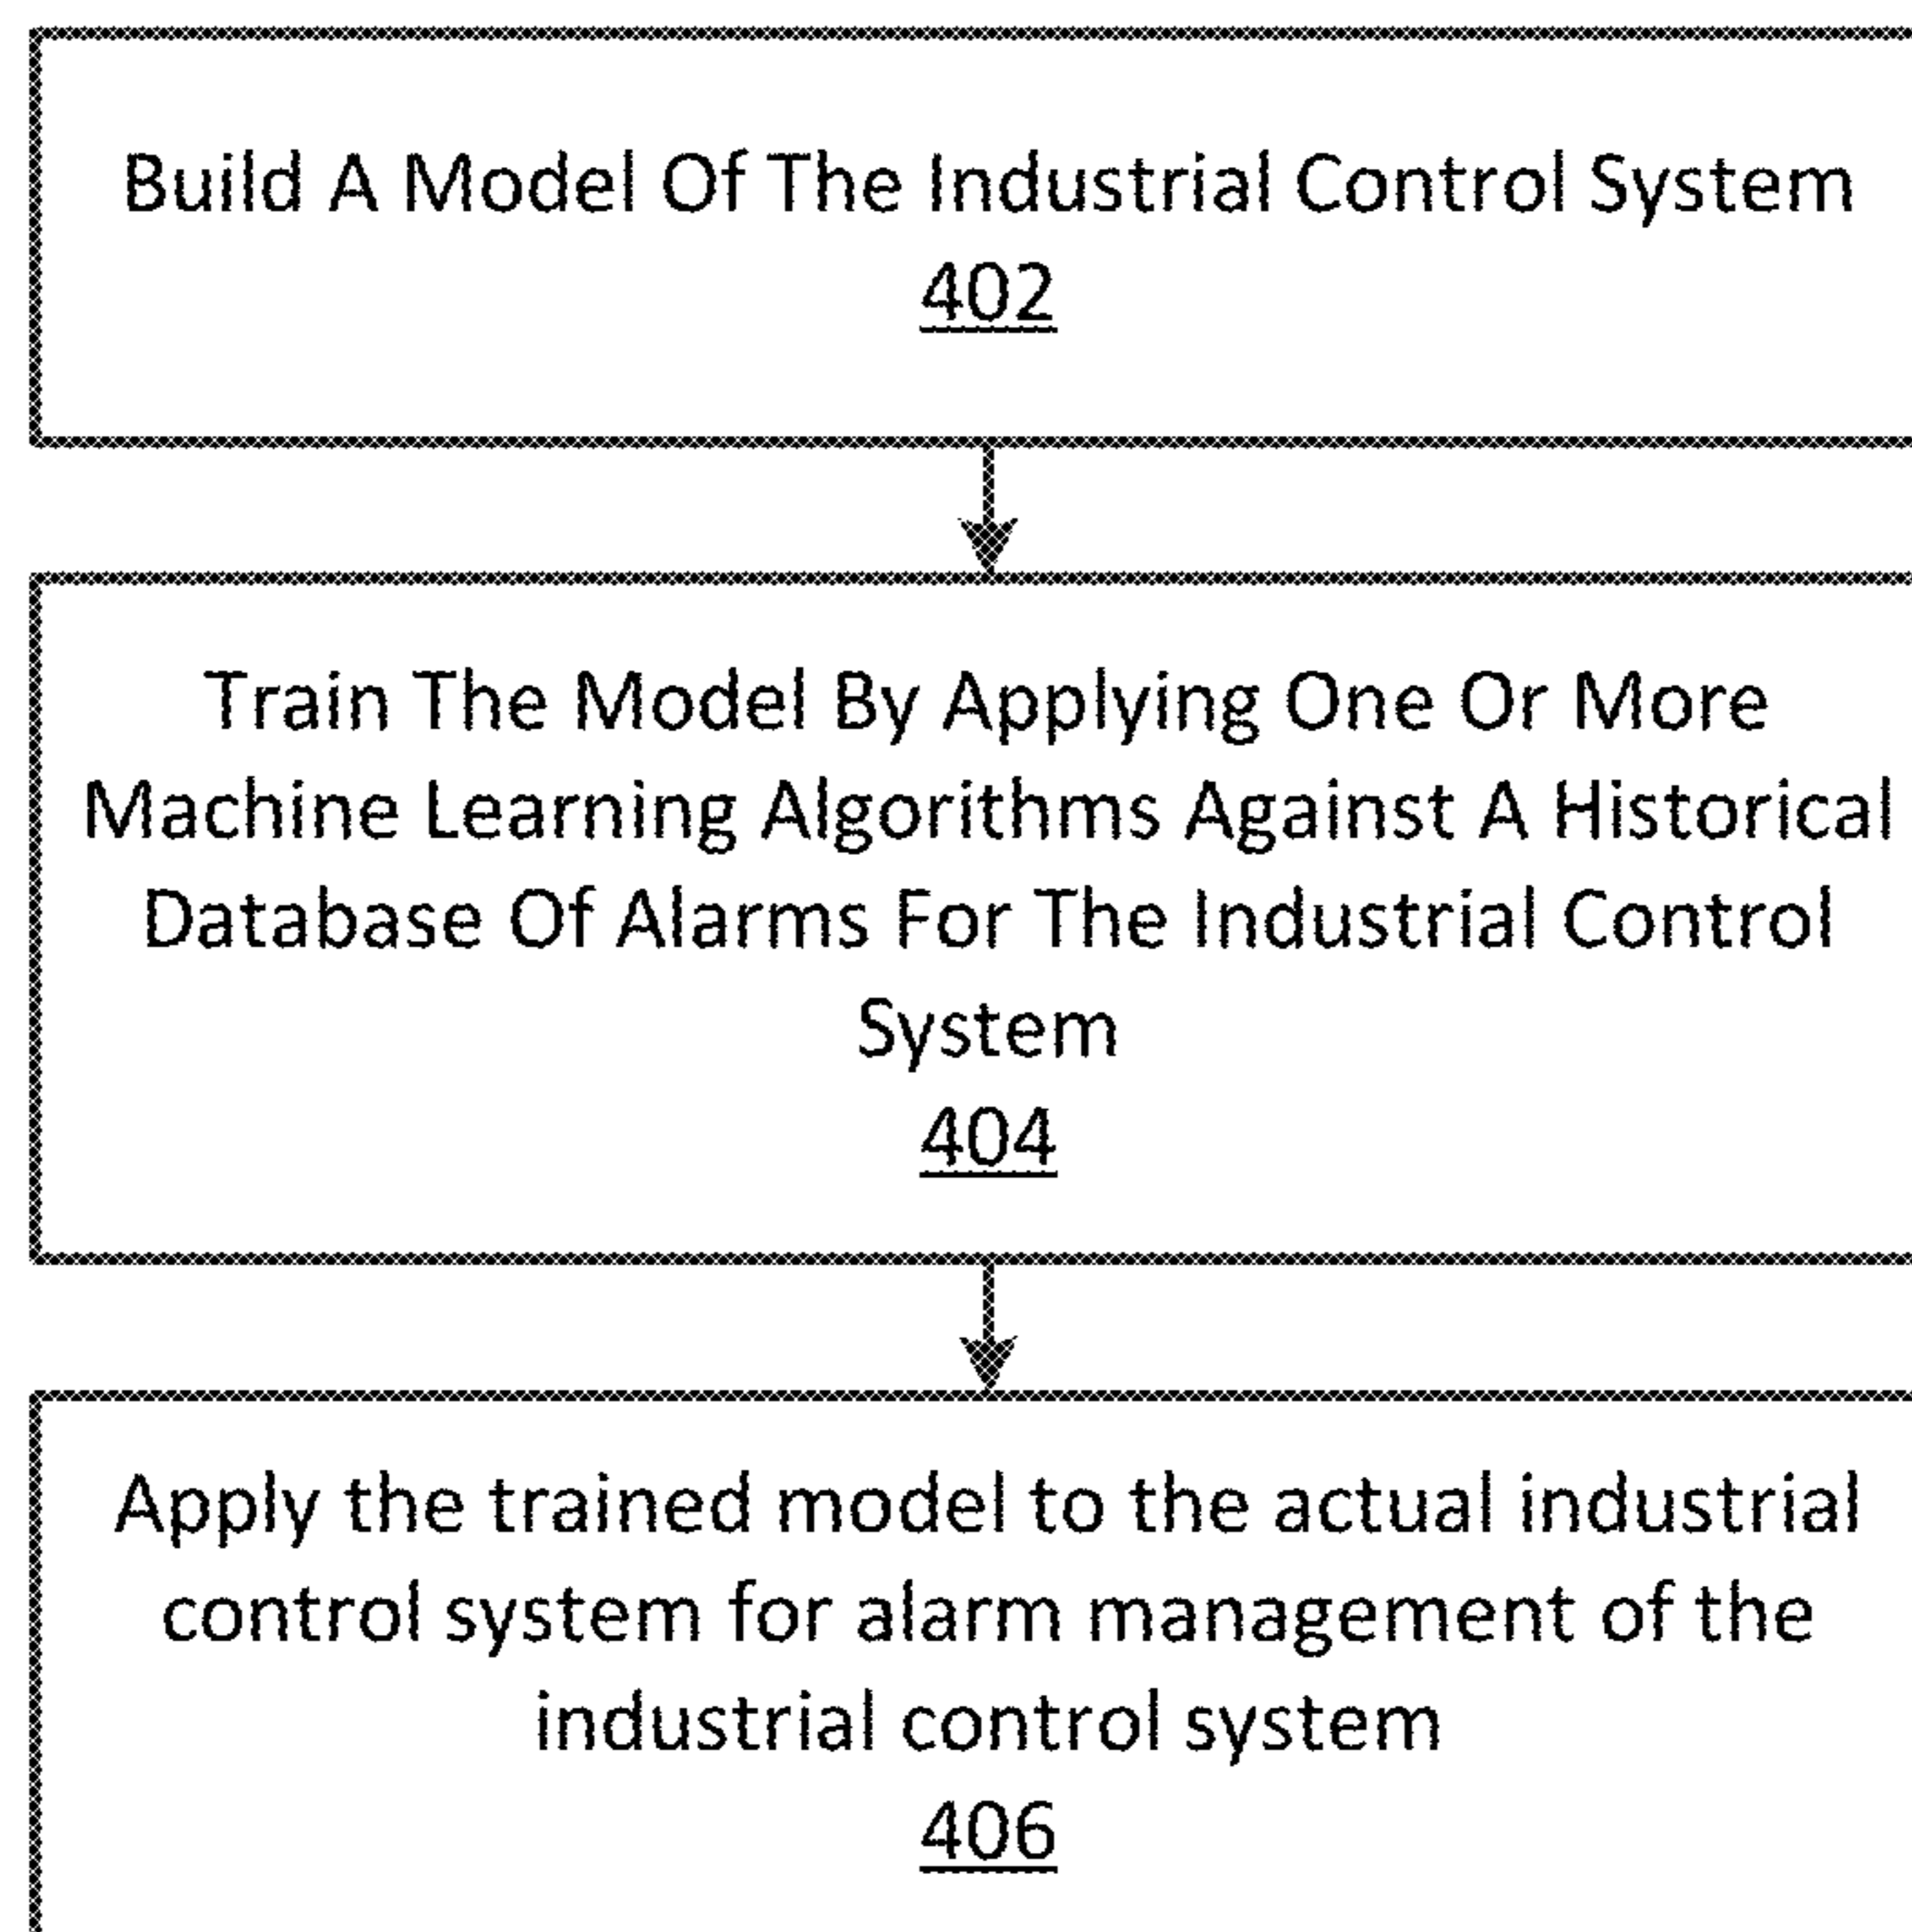 Build A Model Of The Industrial Control System
402
Train The Model By Applying One Or More
Machine Learning Algorithms Against A Historical
Database Of Alarms For The Industrial Control
System
404
Apply the trained model to the actual industrial
control system for alarm management of the
industrial control system
406